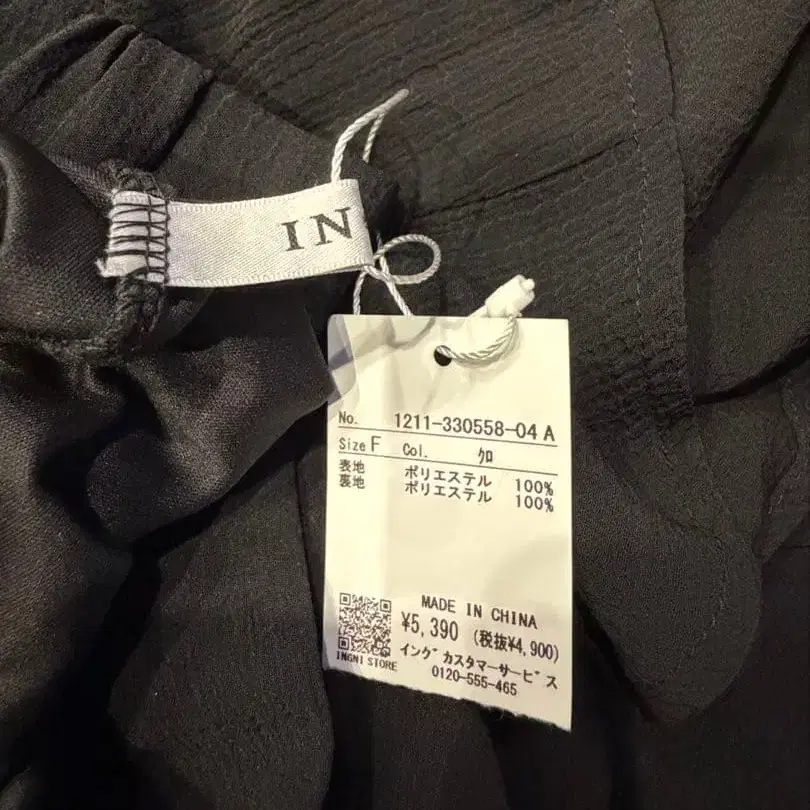 IN
No. 1211-330558-04 A
Size F Col. ｸﾛ
表地 ポリエステル 100%
裏地 ポリエステル 100%
MADE IN CHINA
¥5,390 (税抜¥4,900)
イング カスタマーサービス
0120-555-465
INGNI STORE